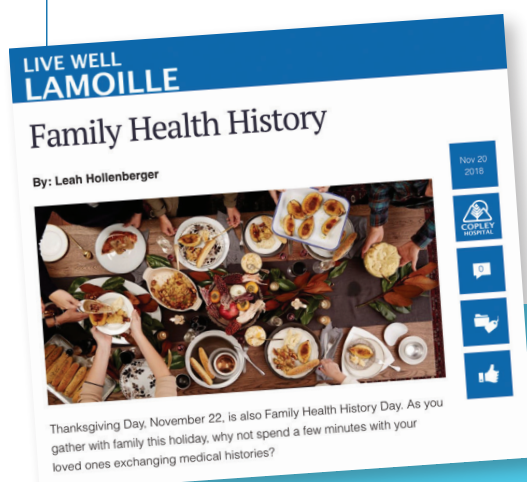 LIVE WELL
LAMOILLE
Family Health History
By: Leah Hollenberger
Nov 20
2018
COPLEY
HOSPITAL
0
Thanksgiving Day, November 22, is also Family Health History Day. As you
gather with family this holiday, why not spend a few minutes with your
loved ones exchanging medical histories?